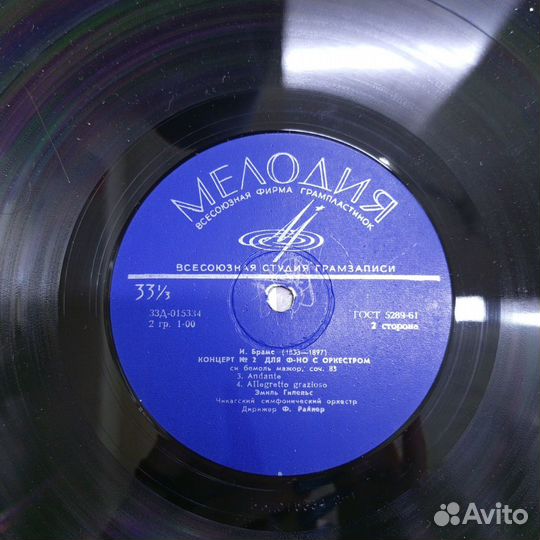 МЕЛОДИЯ
ВСЕСОЮЗНАЯ ФИРМА ГРАМПЛАСТИНОК
ВСЕСОЮЗНАЯ СТУДИЯ ГРАМЗАПИСИ
33⅓
33Д-015334
ГОСТ 5289-61
2 гр. 1-00
2 сторона
И. Брамс (1833—1897)
КОНЦЕРТ № 2 ДЛЯ Ф-НО С ОРКЕСТРОМ
си бемоль мажор, соч. 83
3. Andante
4. Allegretto grazioso
Эмиль Гилельс
Чикагский симфонический оркестр
Дирижер Ф. Райнер
Avito